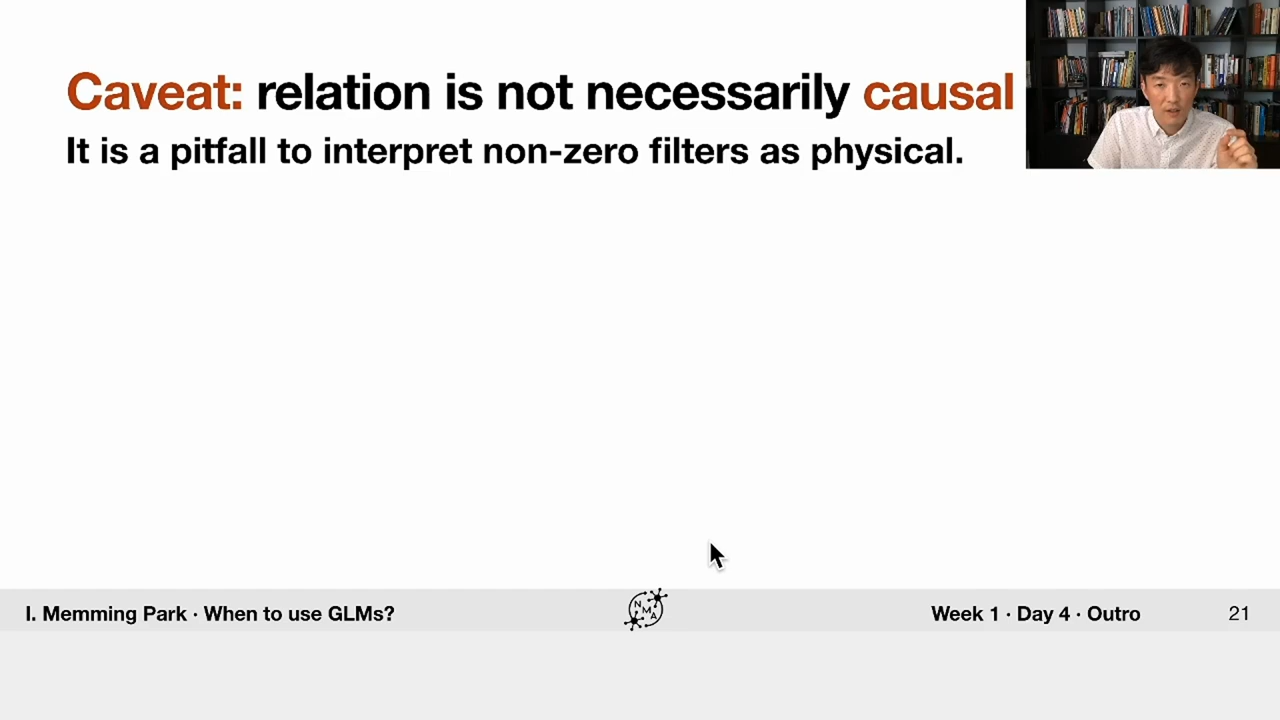 Caveat: relation is not necessarily causal
It is a pitfall to interpret non-zero filters as physical.
I. Memming Park · When to use GLMs?
NMA
Week 1 · Day 4 · Outro
21